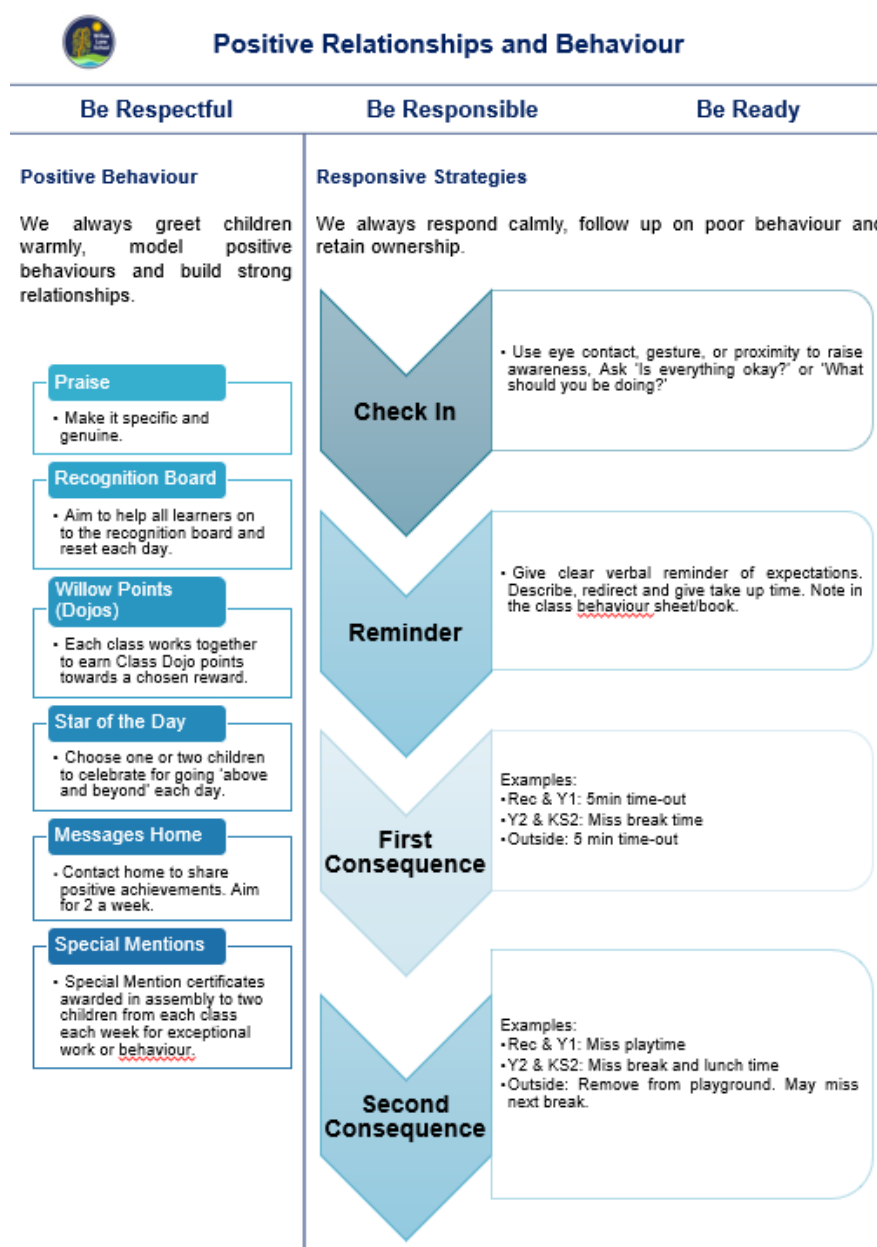 Willow
Lane
School
Positive Relationships and Behaviour
Be Respectful
Be Responsible
Be Ready
Positive Behaviour
We always greet children
warmly, model positive
behaviours and build strong
relationships.
Praise
• Make it specific and
genuine.
Recognition Board
• Aim to help all learners on
to the recognition board and
reset each day.
Willow Points
(Dojos)
• Each class works together
to earn Class Dojo points
towards a chosen reward.
Star of the Day
• Choose one or two children
to celebrate for going 'above
and beyond' each day.
Messages Home
• Contact home to share
positive achievements. Aim
for 2 a week.
Special Mentions
• Special Mention certificates
awarded in assembly to two
children from each class
each week for exceptional
work or behaviour.
Responsive Strategies
We always respond calmly, follow up on poor behaviour and
retain ownership.
Check In
• Use eye contact, gesture, or proximity to raise
awareness, Ask 'Is everything okay?' or 'What
should you be doing?'
Reminder
• Give clear verbal reminder of expectations.
Describe, redirect and give take up time. Note in
the class behaviour sheet/book.
First
Consequence
Examples:
• Rec & Y1: 5min time-out
• Y2 & KS2: Miss break time
• Outside: 5 min time-out
Second
Consequence
Examples:
• Rec & Y1: Miss playtime
• Y2 & KS2: Miss break and lunch time
• Outside: Remove from playground. May miss
next break.